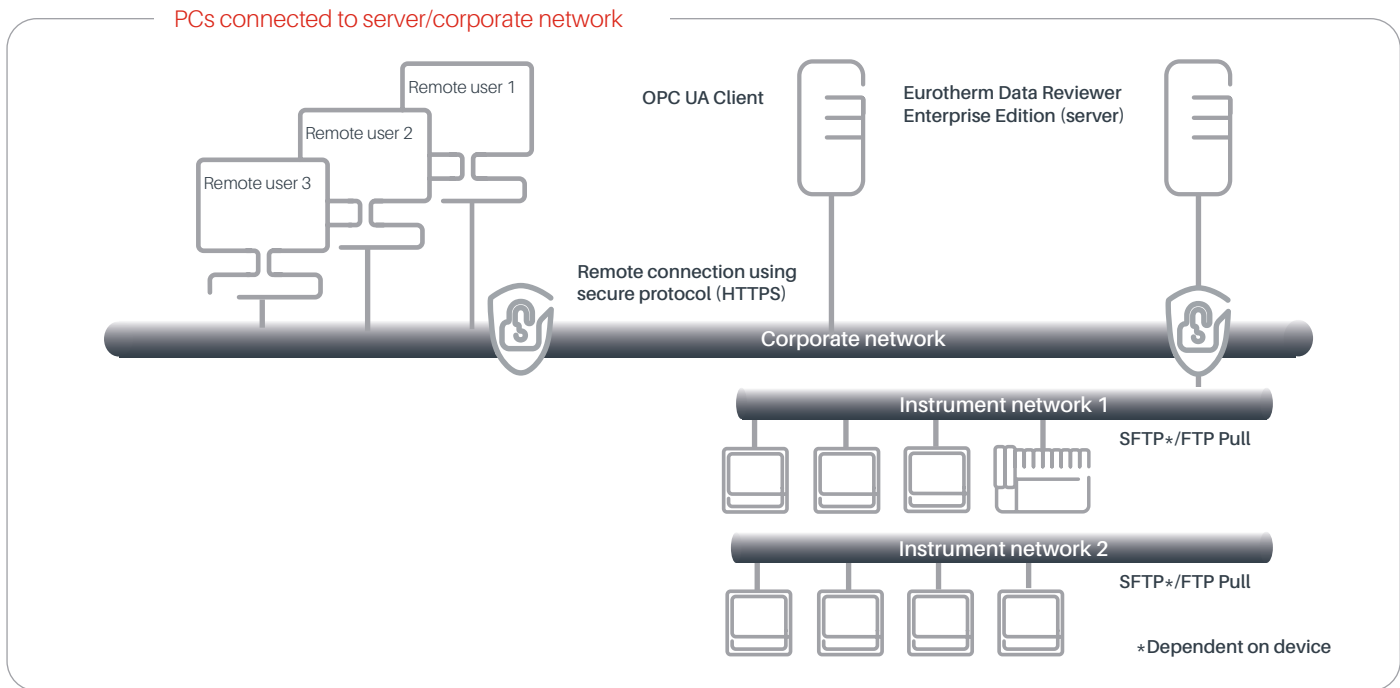 PCs connected to server/corporate network
Remote user 1
Remote user 2
Remote user 3
OPC UA Client
Eurotherm Data Reviewer
Enterprise Edition (server)
Remote connection using
secure protocol (HTTPS)
Corporate network
Instrument network 1
SFTP*/FTP Pull
Instrument network 2
SFTP*/FTP Pull
*Dependent on device